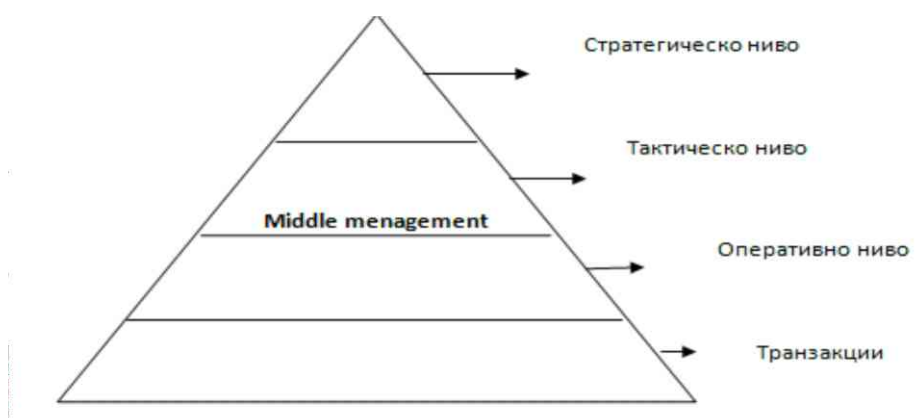 Стратегическо ниво
Тактическо ниво
Middle menagement
Оперативно ниво
Транзакции